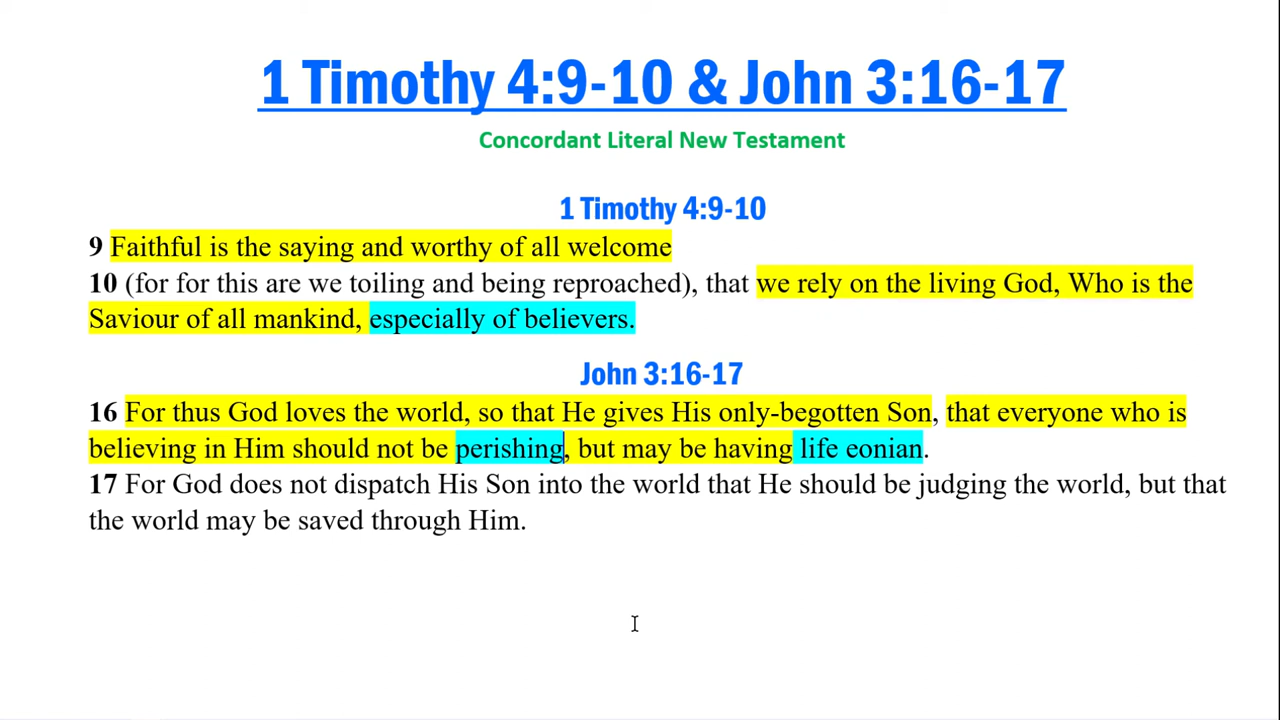 1 Timothy 4:9-10 & John 3:16-17
Concordant Literal New Testament
1 Timothy 4:9-10
9 Faithful is the saying and worthy of all welcome
10 (for for this are we toiling and being reproached), that we rely on the living God, Who is the
Saviour of all mankind, especially of believers.
John 3:16-17
16 For thus God loves the world, so that He gives His only-begotten Son, that everyone who is
believing in Him should not be perishing, but may be having life eonian.
17 For God does not dispatch His Son into the world that He should be judging the world, but that
the world may be saved through Him.